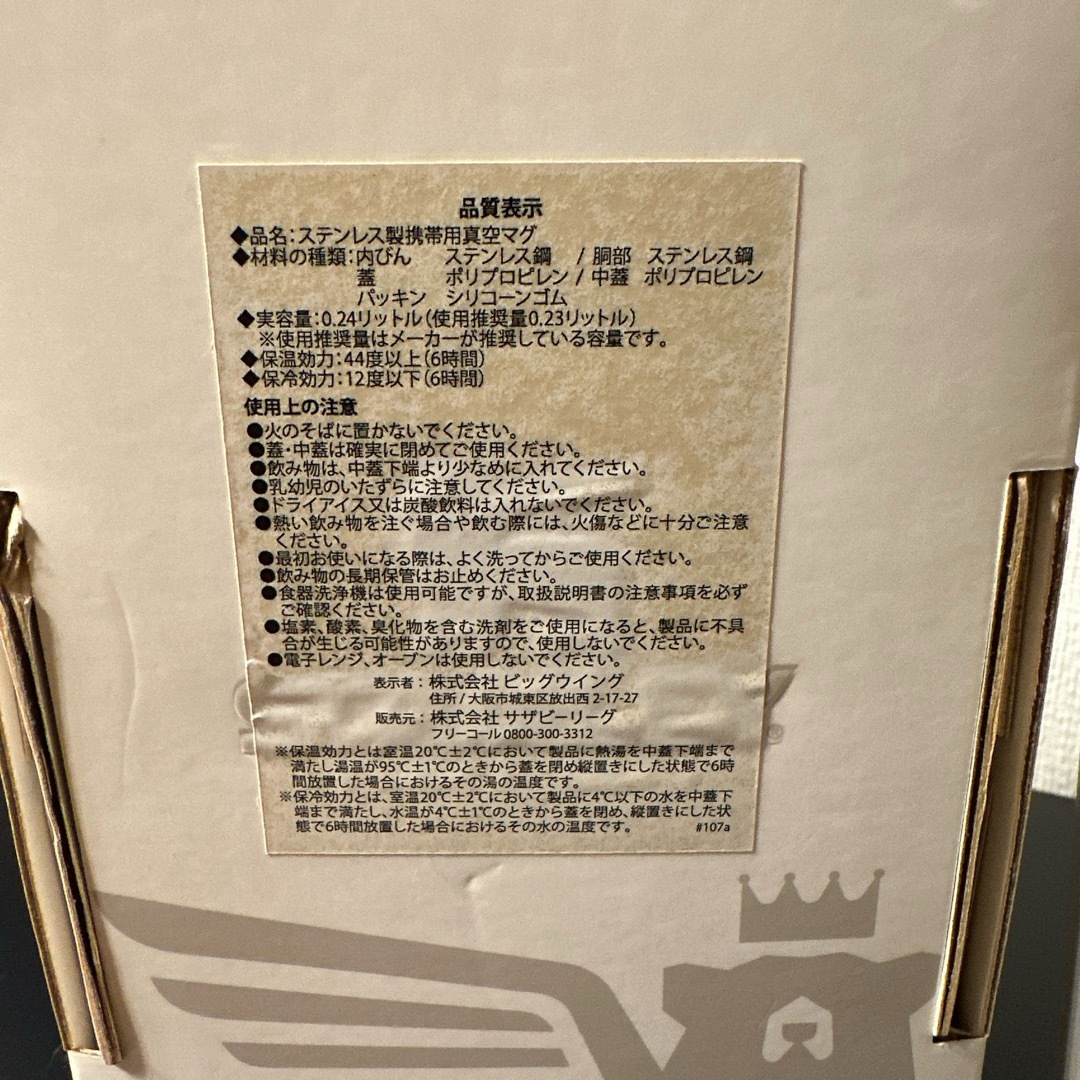 品質表示
◆品名:ステンレス製携帯用真空マグ
◆材料の種類:内びん ステンレス鋼 / 胴部 ステンレス鋼
蓋 ポリプロピレン / 中蓋 ポリプロピレン
パッキン シリコーンゴム
◆実容量:0.24リットル(使用推奨量0.23リットル)
※使用推奨量はメーカーが推奨している容量です。
◆保温効力:44度以上(6時間)
◆保冷効力:12度以下(6時間)
使用上の注意
●火のそばに置かないでください。
●蓋・中蓋は確実に閉めてご使用ください。
●飲み物は、中蓋下端より少なめに入れてください。
●乳幼児のいたずらに注意してください。
●ドライアイス又は炭酸飲料は入れないでください。
●熱い飲み物を注ぐ場合や飲む際には、火傷などに十分ご注意
ください。
●最初お使いになる際は、よく洗ってからご使用ください。
●飲み物の長期保管はお止めください。
●食器洗浄機は使用可能ですが、取扱説明書の注意事項を必ず
ご確認ください。
●塩素、酸素、臭化物を含む洗剤をご使用になると、製品に不具
合が生じる可能性がありますので、使用しないでください。
●電子レンジ、オーブンは使用しないでください。
表示者:株式会社 ビッグウイング
住所/大阪市城東区放出西 2-17-27
販売元:株式会社 サザビーリーグ
フリーコール 0800-300-3312
※保温効力とは室温20℃±2℃において製品に熱湯を中蓋下端まで
満たし湯温が95℃±1℃のときから蓋を閉め縦置きにした状態で6時
間放置した場合におけるその湯の温度です。
※保冷効力とは、室温20℃±2℃において製品に4℃以下の水を中蓋下
端まで満たし、水温が4℃±1℃のときから蓋を閉め、縦置きにした状
態で6時間放置した場合におけるその水の温度です。 #107a